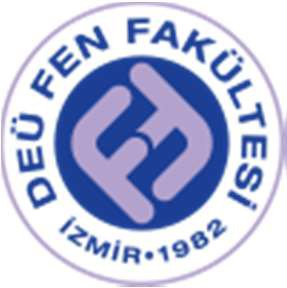 DEÜ FEN FAKÜLTESİ
İZMİR • 1982